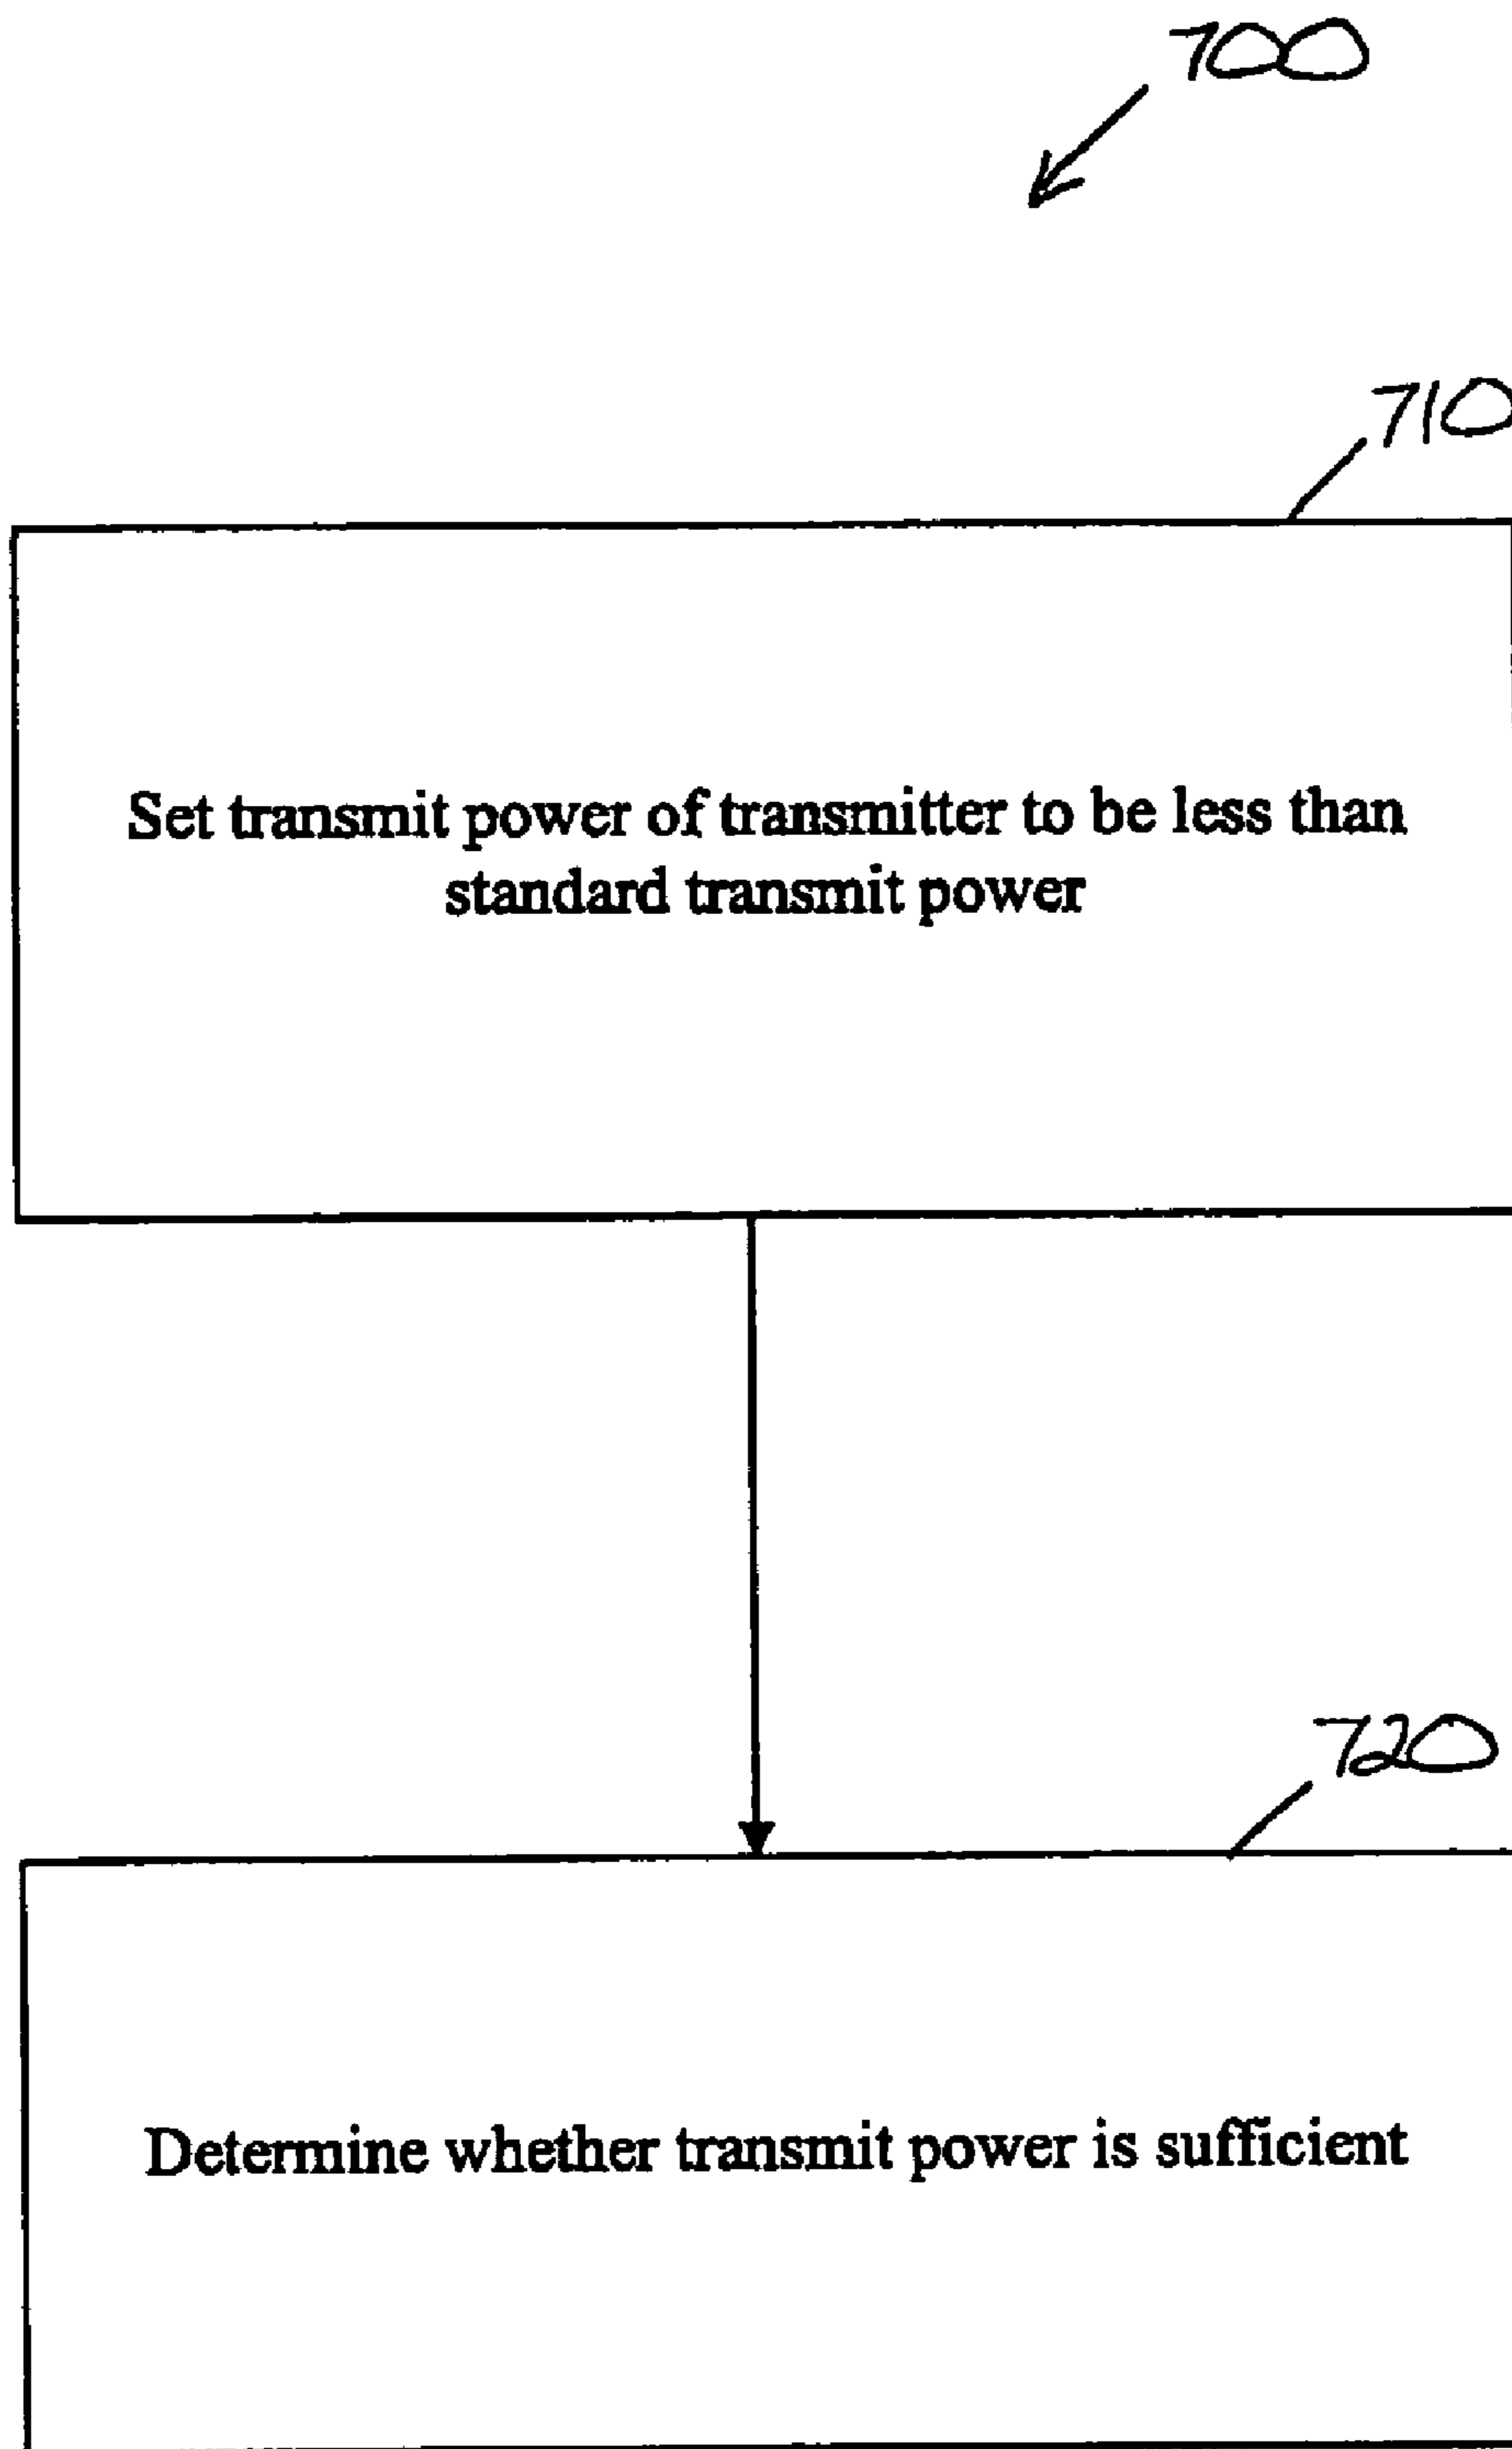 700
710
Set transmit power of transmitter to be less than
standard transmit power
720
Determine whether transmit power is sufficient